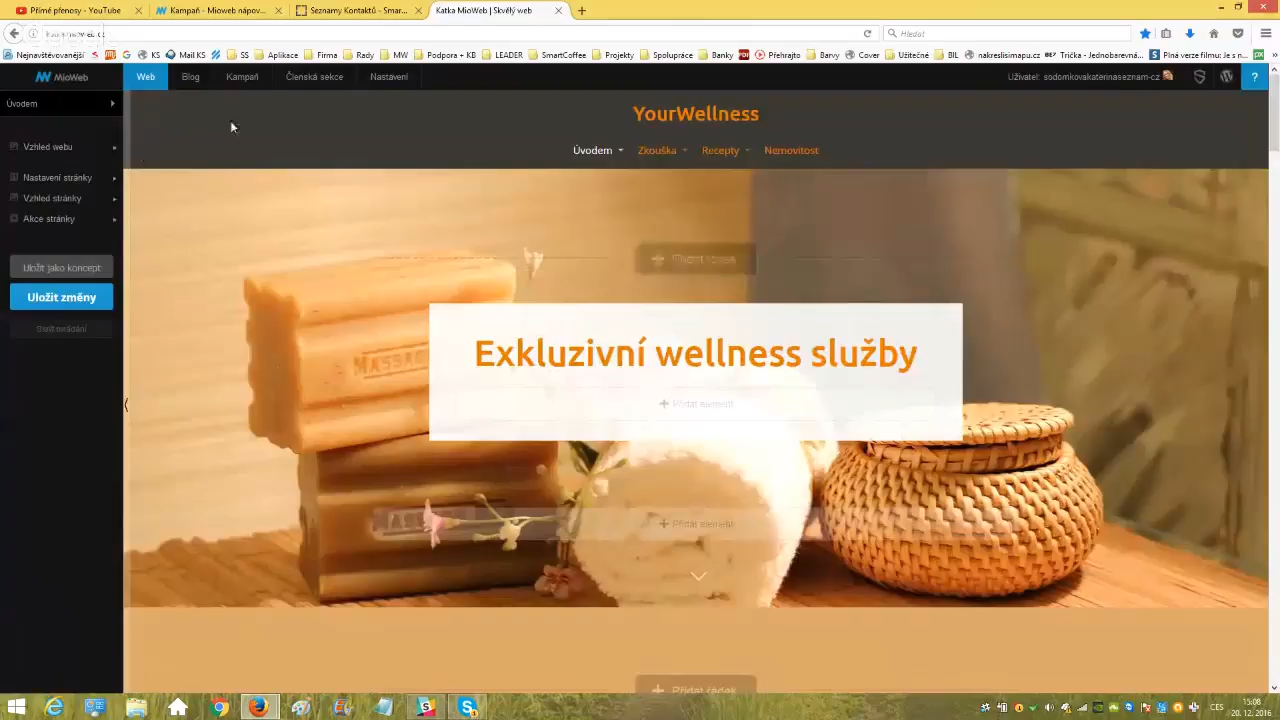 Přímé přenosy - YouTube
Kampaň - Mioweb nápov...
Seznamy Kontaktů - Smar...
Katka MioWeb | Skvělý web
Hledat
Nejnavštěvovanější
KS
Mail KS
SS
Aplikace
Firma
Rady
MW
Postupy - KB
LEADER
SmartCoffee
Projekty
Spolupráce
Banky
Přehrajto
Barvy
Cover
Užitečné
BIL
nakreslisimapu.cz
Trička + Jednobarevná...
Plná verze filmu: Je s n...
MioWeb
Web
Blog
Kampaň
Členská sekce
Nastavení
Uživatel: sodomkovakaterinaseznam-cz
?
Úvodem
Vzhled webu
Nastavení stránky
Vzhled stránky
Akce stránky
Uložit jako koncept
Uložit změny
YourWellness
Úvodem
Zkouška
Recepty
Nemovitost
MASSAG
Exkluzivní wellness služby
+ Přidat element
+ Přidat element
+ Přidat řádek
CES
15:08
20. 12. 2016